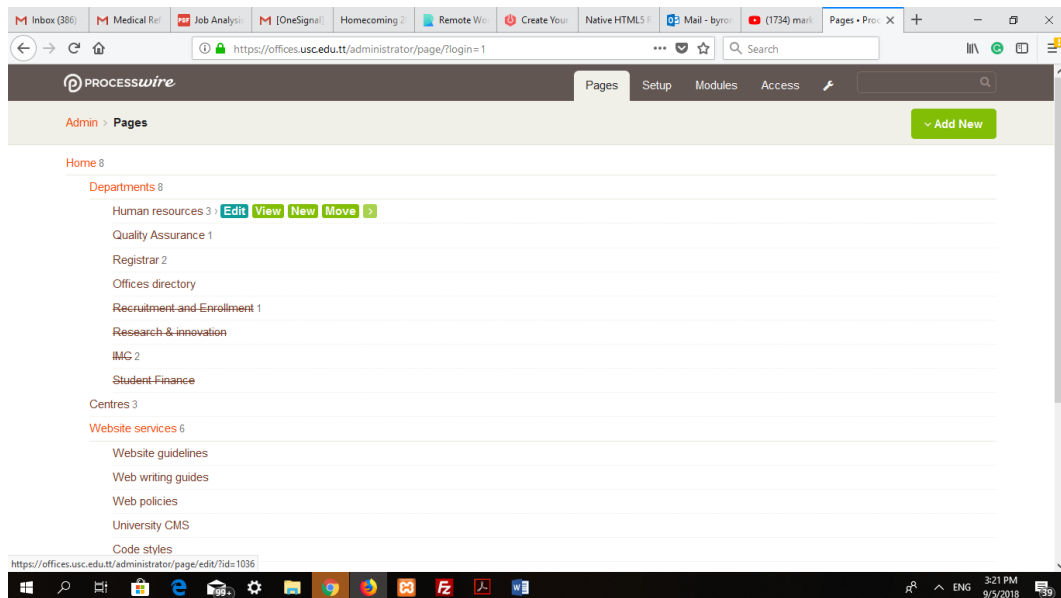 Inbox (386) Medical Ref Job Analysis [OneSignal] Homecoming 2 Remote Wo Create Your Native HTML5 F Mail - byror (1734) mark Pages • Proc
https://offices.usc.edu.tt/administrator/page/?login=1 Search
PROCESSwire Pages Setup Modules Access
Admin > Pages Add New
Home 8
Departments 8
Human resources 3 Edit View New Move >
Quality Assurance 1
Registrar 2
Offices directory
Recruitment and Enrollment 1
Research & innovation
IMC 2
Student Finance
Centres 3
Website services 6
Website guidelines
Web writing guides
Web policies
University CMS
Code styles
https://offices.usc.edu.tt/administrator/page/edit/?id=1036
99+ ENG 3:21 PM
9/5/2018 39